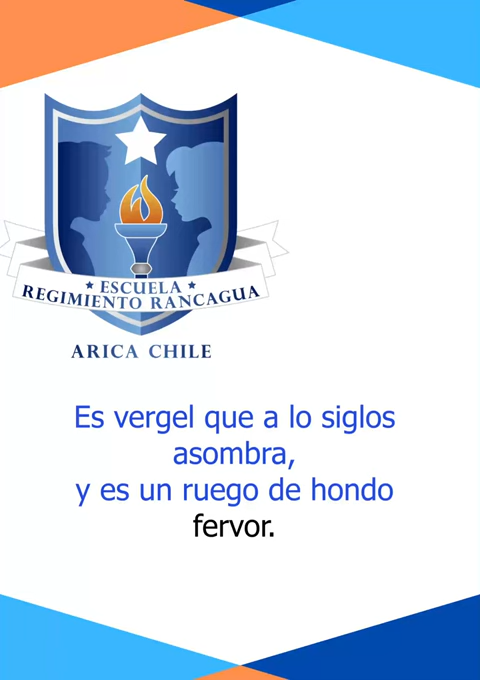 ESCUELA
REGIMIENTO RANCAGUA
ARICA CHILE
Es vergel que a lo siglos
asombra,
y es un ruego de hondo
fervor.